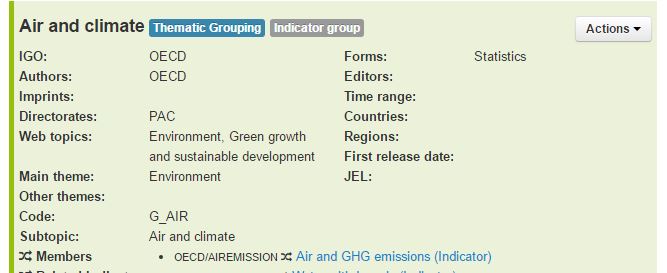 Air and climate Thematic Grouping Indicator group Actions
IGO: OECD Forms: Statistics
Authors: OECD Editors:
Imprints: Time range:
Directorates: PAC Countries:
Web topics: Environment, Green growth Regions:
and sustainable development First release date:
Main theme: Environment JEL:
Other themes:
Code: G_AIR
Subtopic: Air and climate
Members • OECD/AIREMISSION Air and GHG emissions (Indicator)